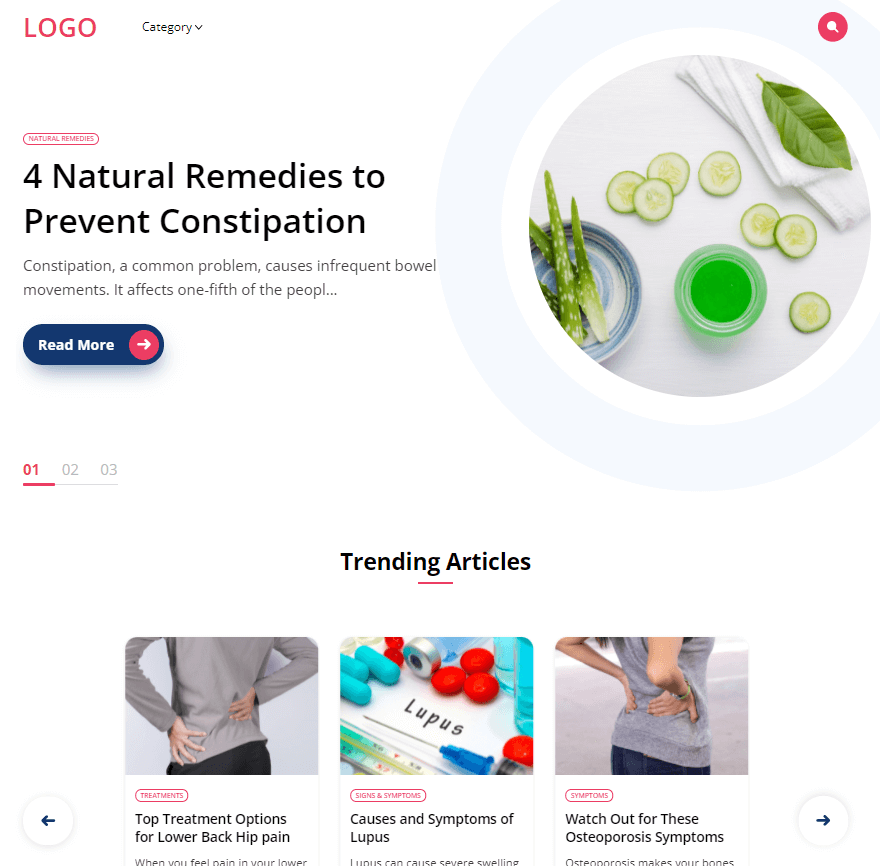 LOGO
Category
NATURAL REMEDIES
4 Natural Remedies to
Prevent Constipation
Constipation, a common problem, causes infrequent bowel
movements. It affects one-fifth of the peopl...
Read More
01 02 03
Trending Articles
Lupus
TREATMENTS
Top Treatment Options
for Lower Back Hip pain
When you feel pain in your lower
SIGNS & SYMPTOMS
Causes and Symptoms of
Lupus
Lupus can cause severe swelling
SYMPTOMS
Watch Out for These
Osteoporosis Symptoms
Osteoporosis makes your bones